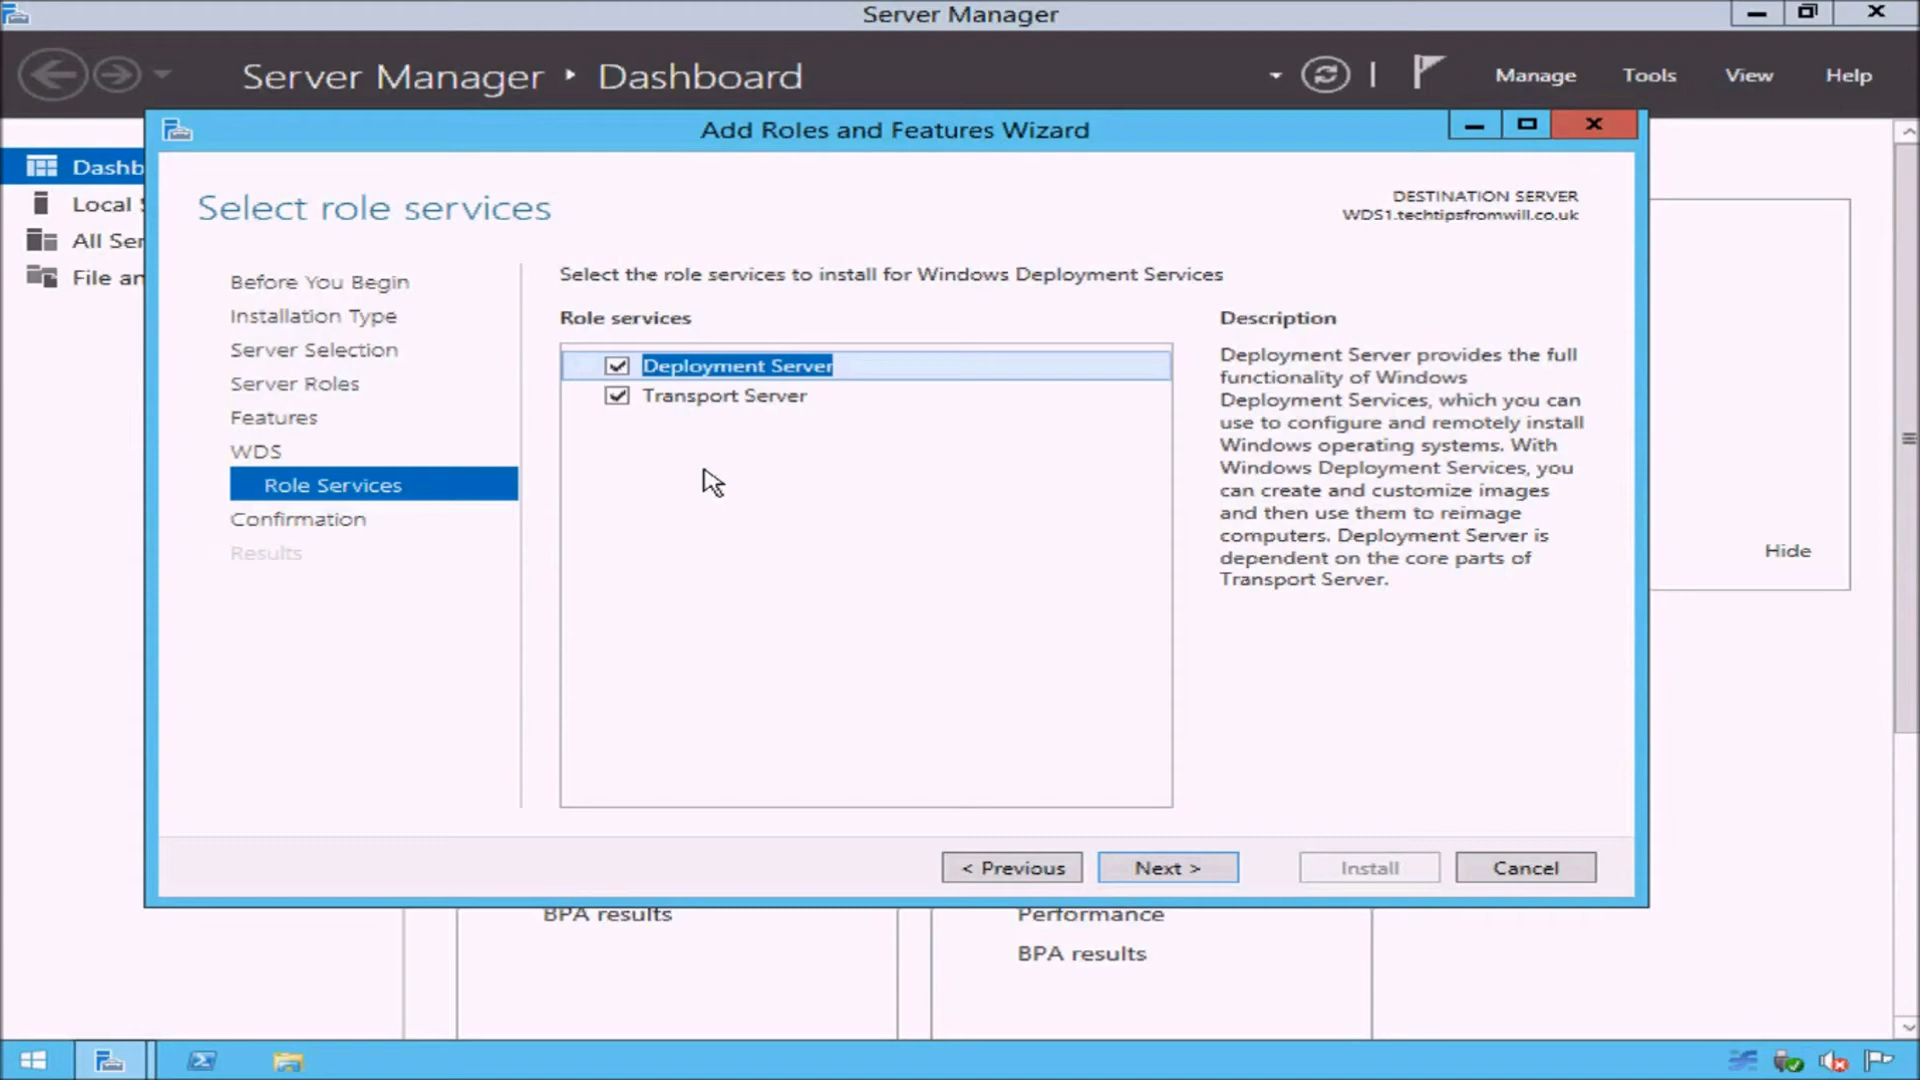 Server Manager
Server Manager
Dashboard
Manage
Tools
View
Help
Add Roles and Features Wizard
Dashb
Local
All Ser
File an
Select role services
DESTINATION SERVER
WDS1.techtipsfromwill.co.uk
Before You Begin
Installation Type
Server Selection
Server Roles
Features
WDS
Role Services
Confirmation
Results
Select the role services to install for Windows Deployment Services
Role services
Deployment Server
Transport Server
Description
Deployment Server provides the full
functionality of Windows
Deployment Services, which you can
use to configure and remotely install
Windows operating systems. With
Windows Deployment Services, you
can create and customize images
and then use them to reimage
computers. Deployment Server is
dependent on the core parts of
Transport Server.
Hide
< Previous
Next >
Install
Cancel
BPA results
Performance
BPA results